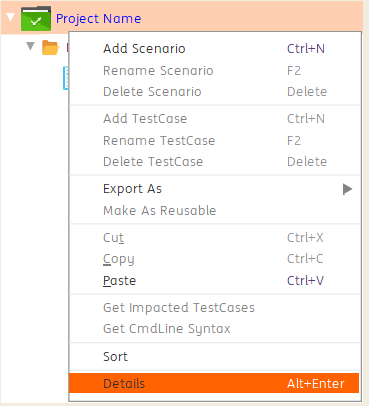 Project Name
Add Scenario Ctrl+N
Rename Scenario F2
Delete Scenario Delete
Add TestCase Ctrl+N
Rename TestCase F2
Delete TestCase Delete
Export As
Make As Reusable
Cut Ctrl+X
Copy Ctrl+C
Paste Ctrl+V
Get Impacted TestCases
Get CmdLine Syntax
Sort
Details Alt+Enter